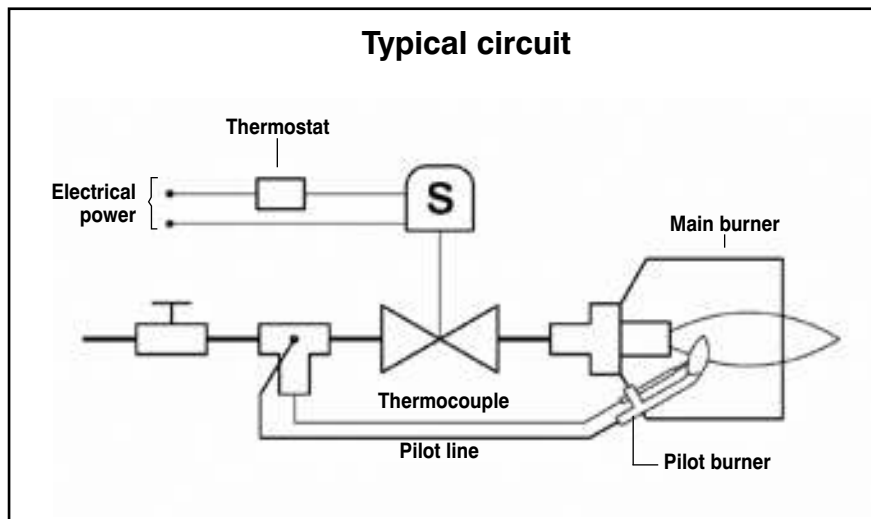 Typical circuit
Thermostat
Electrical
power
S
Main burner
Thermocouple
Pilot line
Pilot burner